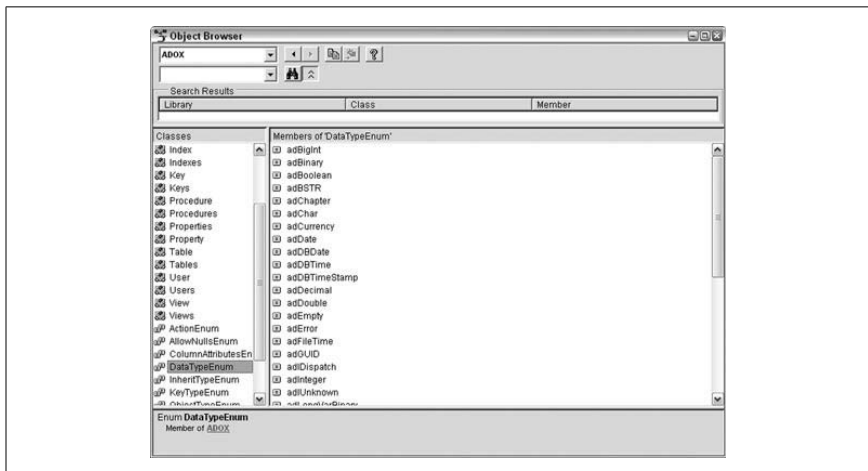 Object Browser
ADOX
Search Results
Library Class Member
Classes
Members of 'DataTypeEnum'
Index
Indexes
Key
Keys
Procedure
Procedures
Properties
Property
Table
Tables
User
Users
View
Views
ActionEnum
AllowNullsEnum
ColumnAttributesEn
DataTypeEnum
InheritTypeEnum
KeyTypeEnum
ObjectTypeEnum
adBigInt
adBinary
adBoolean
adBSTR
adChapter
adChar
adCurrency
adDate
adDBDate
adDBTime
adDBTimeStamp
adDecimal
adDouble
adEmpty
adError
adFileTime
adGUID
adIDispatch
adInteger
adIUnknown
adLongVarBinary
Enum DataTypeEnum
Member of ADOX